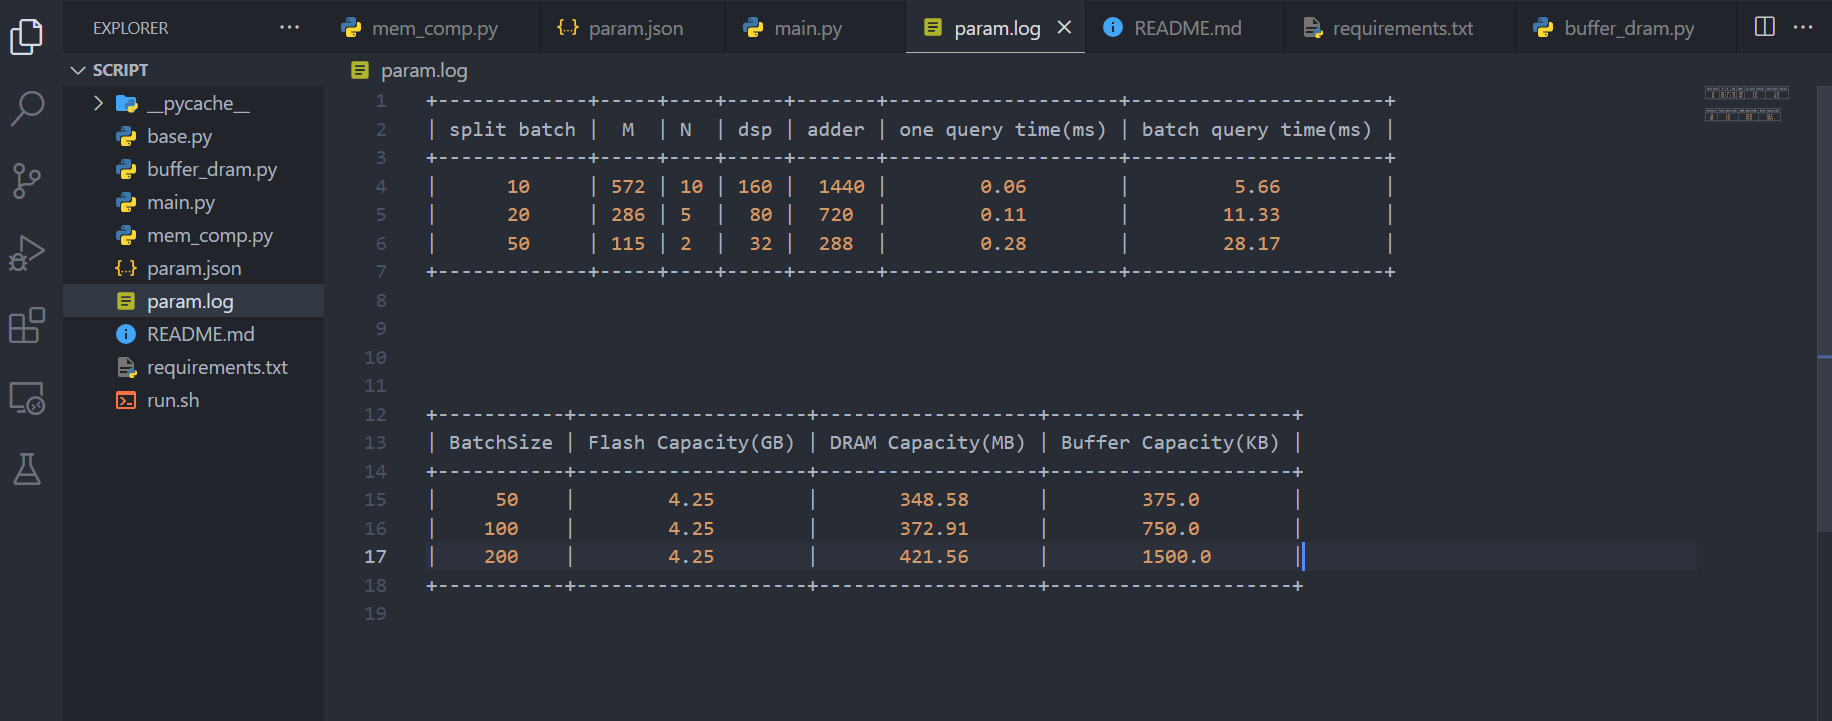 EXPLORER ···
SCRIPT
__pycache__
base.py
buffer_dram.py
main.py
mem_comp.py
param.json
param.log
README.md
requirements.txt
run.sh
mem_comp.py param.json main.py param.log README.md requirements.txt buffer_dram.py ···
param.log
1 +-------------+-----+----+-----+-------+--------------------+----------------------+
2 | split batch |  M  | N  | dsp | adder | one query time(ms) | batch query time(ms) |
3 +-------------+-----+----+-----+-------+--------------------+----------------------+
4 |      10     | 572 | 10 | 160 |  1440 |        0.06        |         5.66         |
5 |      20     | 286 | 5  |  80 |  720  |        0.11        |        11.33         |
6 |      50     | 115 | 2  |  32 |  288  |        0.28        |        28.17         |
7 +-------------+-----+----+-----+-------+--------------------+----------------------+
8
9
10
11
12 +-----------+--------------------+-------------------+---------------------+
13 | BatchSize | Flash Capacity(GB) | DRAM Capacity(MB) | Buffer Capacity(KB) |
14 +-----------+--------------------+-------------------+---------------------+
15 |     50    |        4.25        |       348.58      |        375.0        |
16 |    100    |        4.25        |       372.91      |        750.0        |
17 |    200    |        4.25        |       421.56      |        1500.0       |
18 +-----------+--------------------+-------------------+---------------------+
19